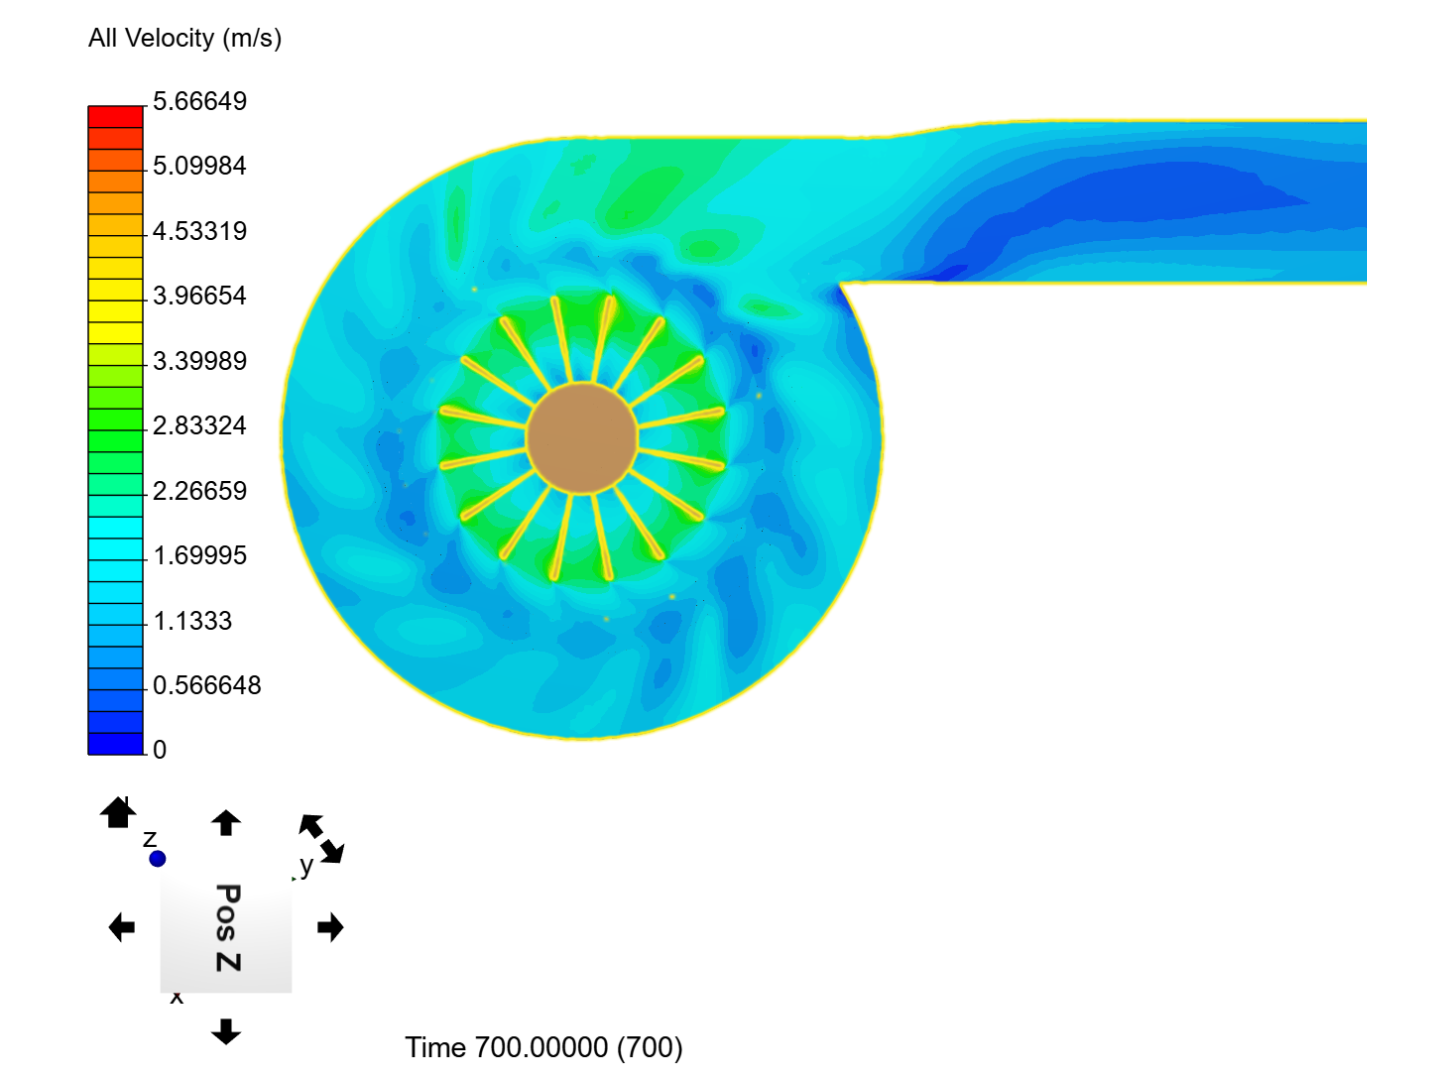 All Velocity (m/s)
5.66649
5.09984
4.53319
3.96654
3.39989
2.83324
2.26659
1.69995
1.1333
0.566648
0
z
y
Pos Z
x
Time 700.00000 (700)